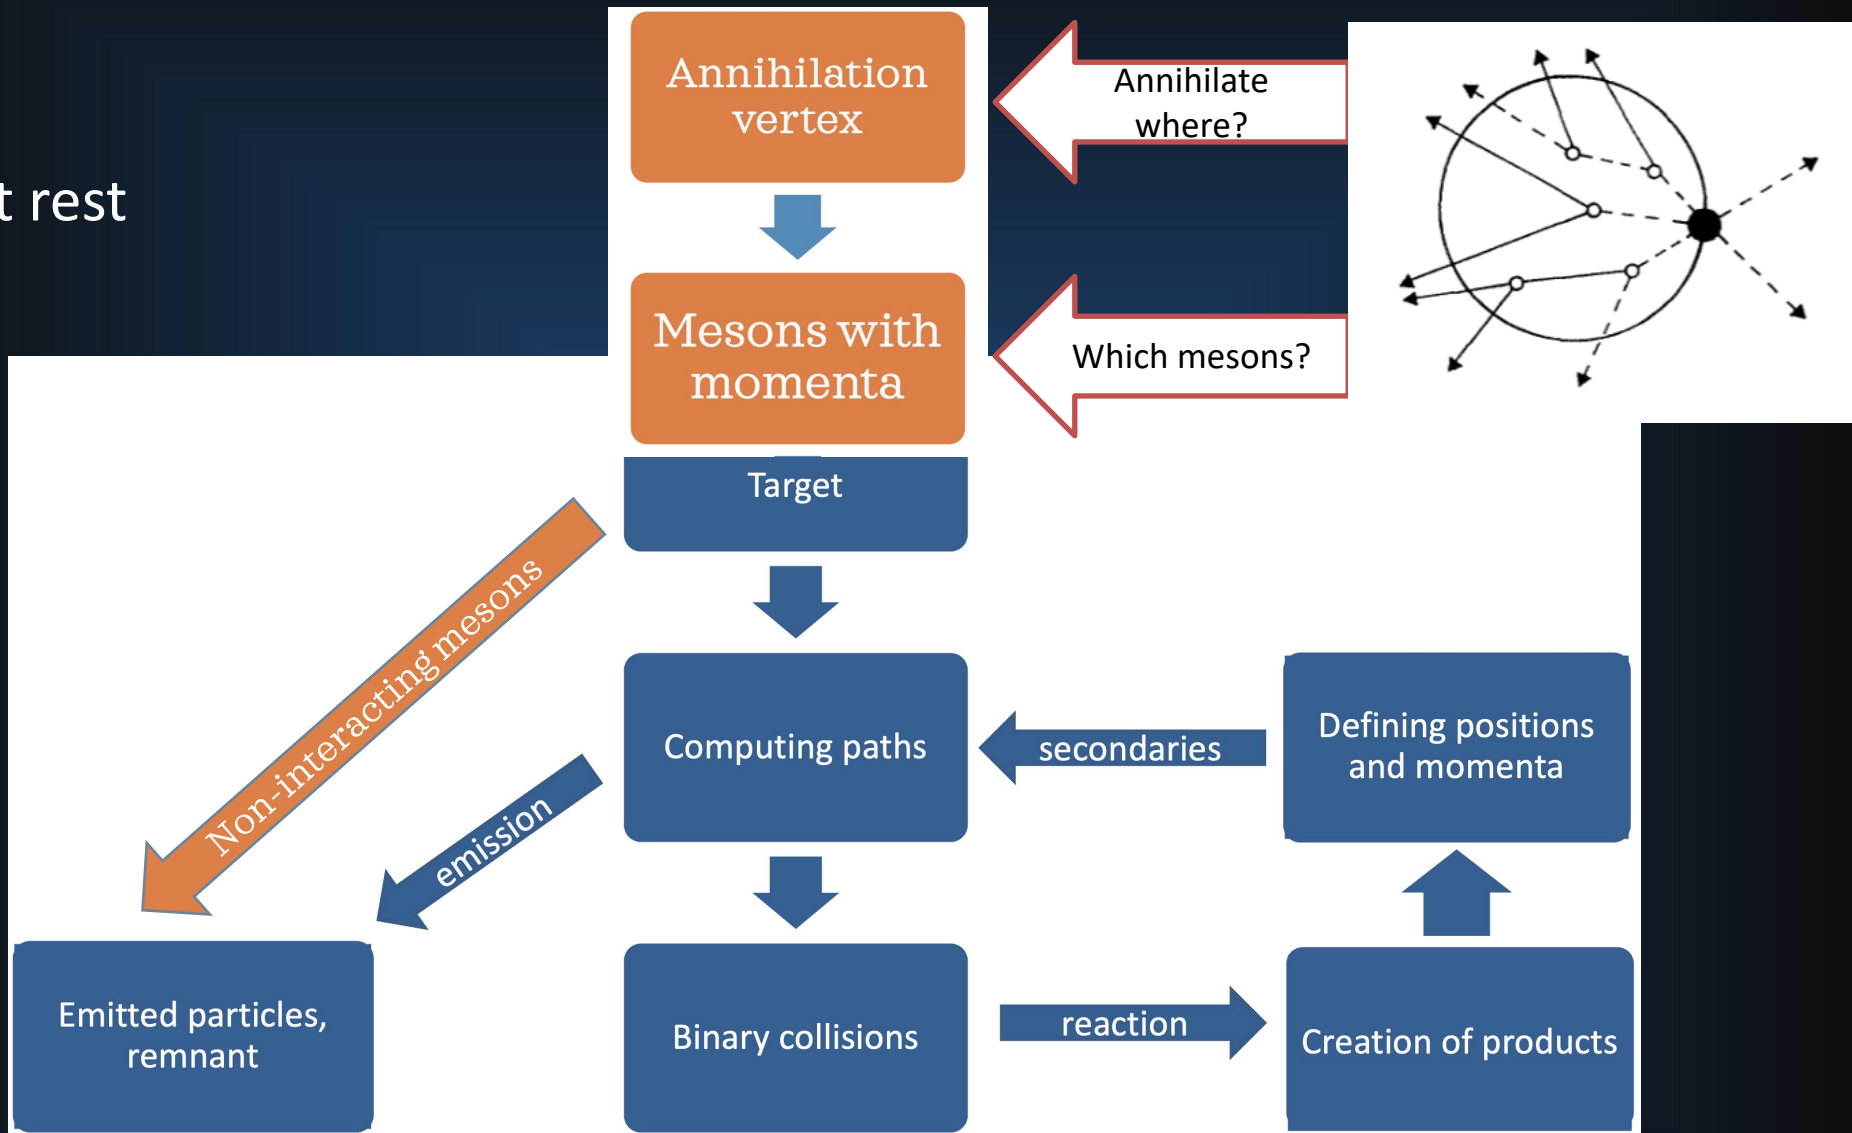 t rest
Annihilation
vertex
Annihilate
where?
Mesons with
momenta
Which mesons?
Target
Non-interacting mesons
Computing paths
secondaries
Defining positions
and momenta
emission
Emitted particles,
remnant
Binary collisions
reaction
Creation of products